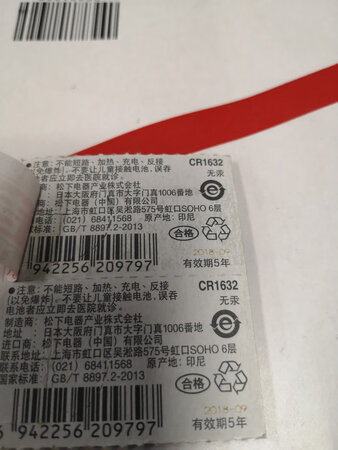 ●注意：不能短路、加热、充电、反接
CR1632
(以免爆炸)。不要让儿童接触电池，误吞
无汞
电池者应立即去医院就诊。
制造商：松下电器产业株式会社
地址：日本大阪府门真市大字门真1006番地
进口商：松下电器（中国）有限公司
地址：上海市虹口区吴淞路575号虹口SOHO 6层
电话：(021) 68411568 原产地：印尼
标准：GB/T 8897.2-2013
合格
2018-09
有效期5年
942256 209797
●注意：不能短路、加热、充电、反接
CR1632
(以免爆炸)。不要让儿童接触电池，误吞
无汞
电池者应立即去医院就诊。
制造商：松下电器产业株式会社
地址：日本大阪府门真市大字门真1006番地
进口商：松下电器（中国）有限公司
联系地址：上海市虹口区吴淞路575号虹口SOHO 6层
联系电话：(021) 68411568 原产地：印尼
国家标准：GB/T 8897.2-2013
合格
2018-09
有效期5年
6 942256 209797